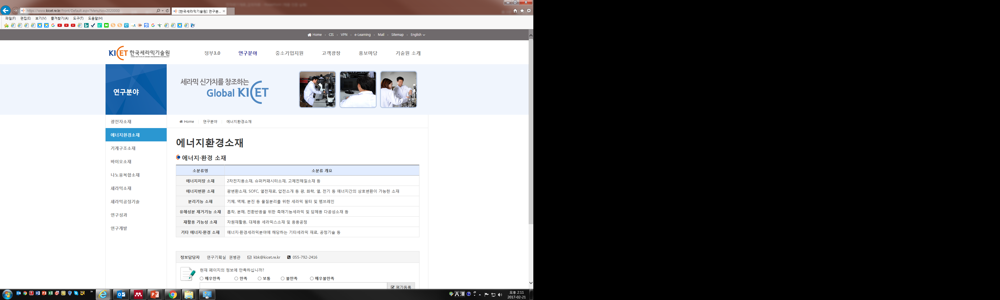 https://www.kicet.re.kr/Front/Default.aspx?MenuNo=2020000
[한국세라믹기술원] 연구분...
파일(F) 편집(E) 보기(V) 즐겨찾기(A) 도구(T) 도움말(H)
Home · CIS · VPN · e-Learning · Mail · Sitemap · English
KICET 한국세라믹기술원
KOREA INSTITUTE OF CERAMIC ENGINEERING & TECHNOLOGY
정부3.0 연구분야 중소기업지원 고객광장 홍보마당 기술원 소개
연구분야
세라믹 신가치를 창조하는
Global KICET
광전자소재
에너지환경소재
기계구조소재
바이오소재
나노융복합소재
세라믹소재
세라믹공정기술
연구성과
연구개발
Home 연구분야 에너지환경소재
에너지환경소재
에너지·환경 소재
소분류명 소분류 개요
에너지저장 소재 2차전지용소재, 슈퍼커패시터소재, 고체전해질소재 등
에너지변환 소재 광변환소재, SOFC, 열전재료, 압전소개 등 광, 화학, 열, 전기 등 에너지간의 상호변환이 가능한 소재
분리기능 소재 기체, 액체, 분진 등 물질분리를 위한 세라믹 필터 및 멤브레인
유해성분 제거기능 소재 흡착, 분해, 전환반응을 위한 촉매기능세라믹 및 담체용 다공성소재 등
재활용 기능성 소재 자원재활용, 대체용 세라믹스소재 및 응용공정
기타 에너지·환경 소재 에너지·환경세라믹분야에 해당하는 기타세라믹 재료, 공정기술 등
정보담당자 연구기획실 권병관 kbk@kicet.re.kr 055-792-2416
현재 페이지의 정보에 만족하십니까?
매우만족 만족 보통 불만족 매우불만족
평가등록
A 漢
오후 2:11
2017-02-21